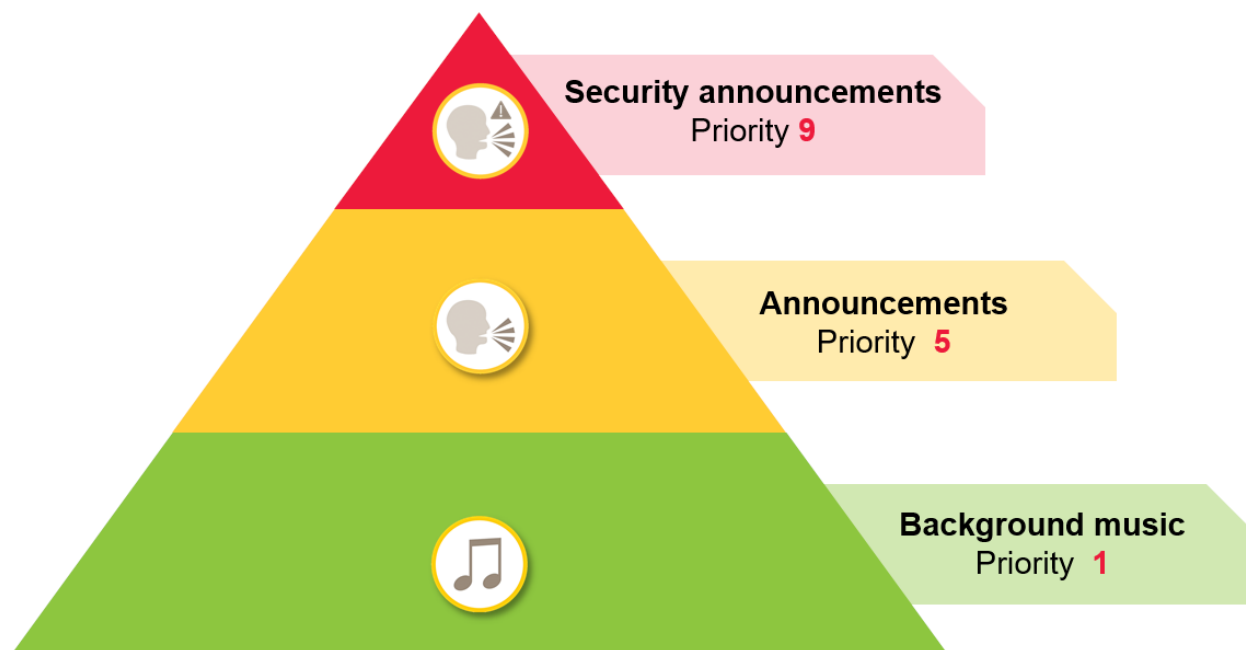 Security announcements
Priority 9
Announcements
Priority 5
Background music
Priority 1